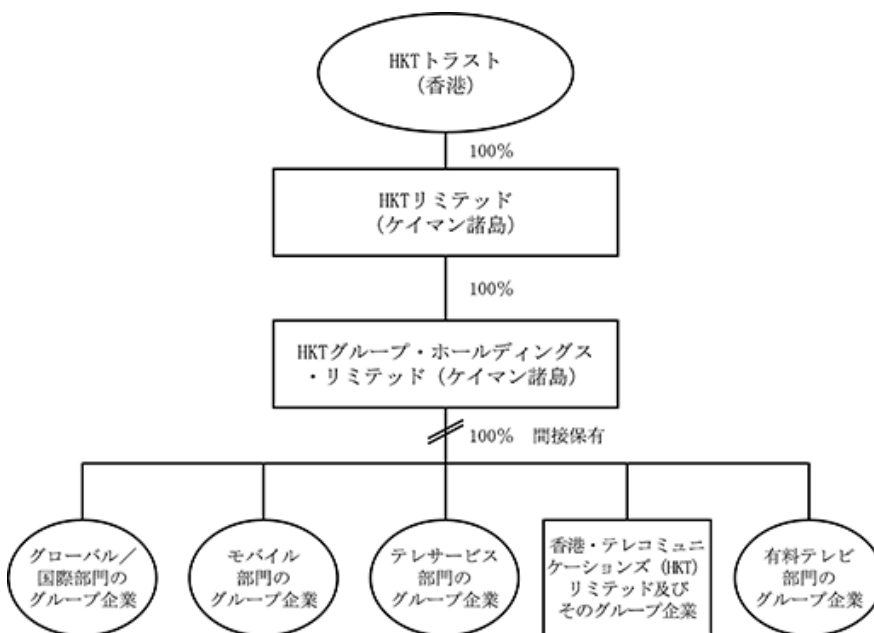 HKTトラスト
(香港)
100%
HKTリミテッド
(ケイマン諸島)
100%
HKTグループ・ホールディングス
・リミテッド(ケイマン諸島)
100% 間接保有
グローバル/
国際部門の
グループ企業
モバイル
部門の
グループ企業
テレサービス
部門の
グループ企業
香港・テレコミュニ
ケーションズ(HKT)
リミテッド及び
そのグループ企業
有料テレビ
部門の
グループ企業